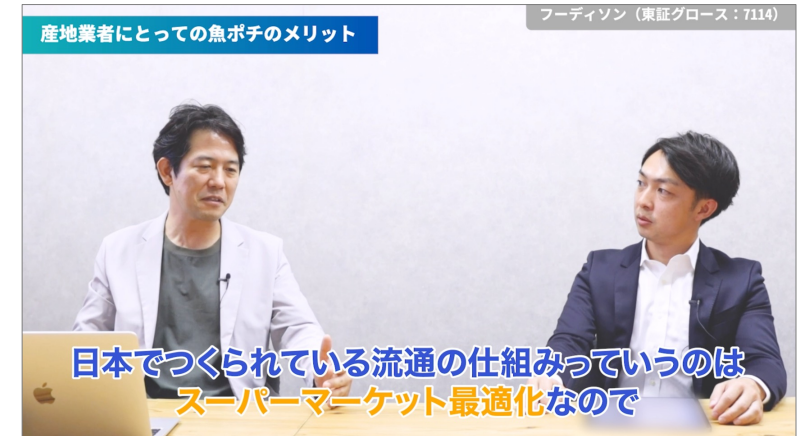 フーディソン（東証グロース：7114）
産地業者にとっての魚ポチのメリット
日本でつくられている流通の仕組みっていうのは
スーパーマーケット最適化なので